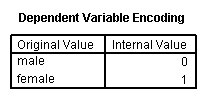 Dependent Variable Encoding
Original Value Internal Value
male 0
female 1